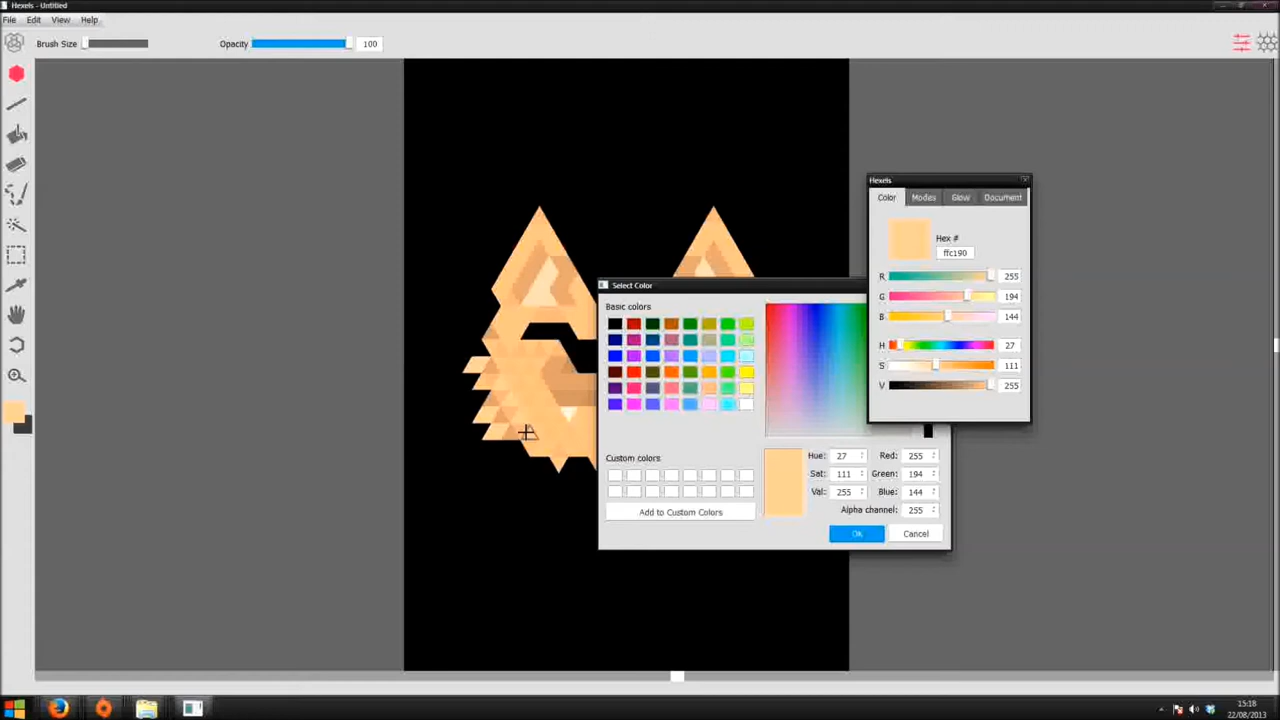 Hexels - Untitled
File Edit View Help
Brush Size
Opacity 100
Hexels
Color Modes Glow Document
Hex #
ffc190
R 255
G 194
B 144
H 27
S 111
V 255
Select Color
Basic colors
Custom colors
Add to Custom Colors
Hue: 27 Red: 255
Sat: 111 Green: 194
Val: 255 Blue: 144
Alpha channel: 255
OK Cancel
15:18
22/08/2013